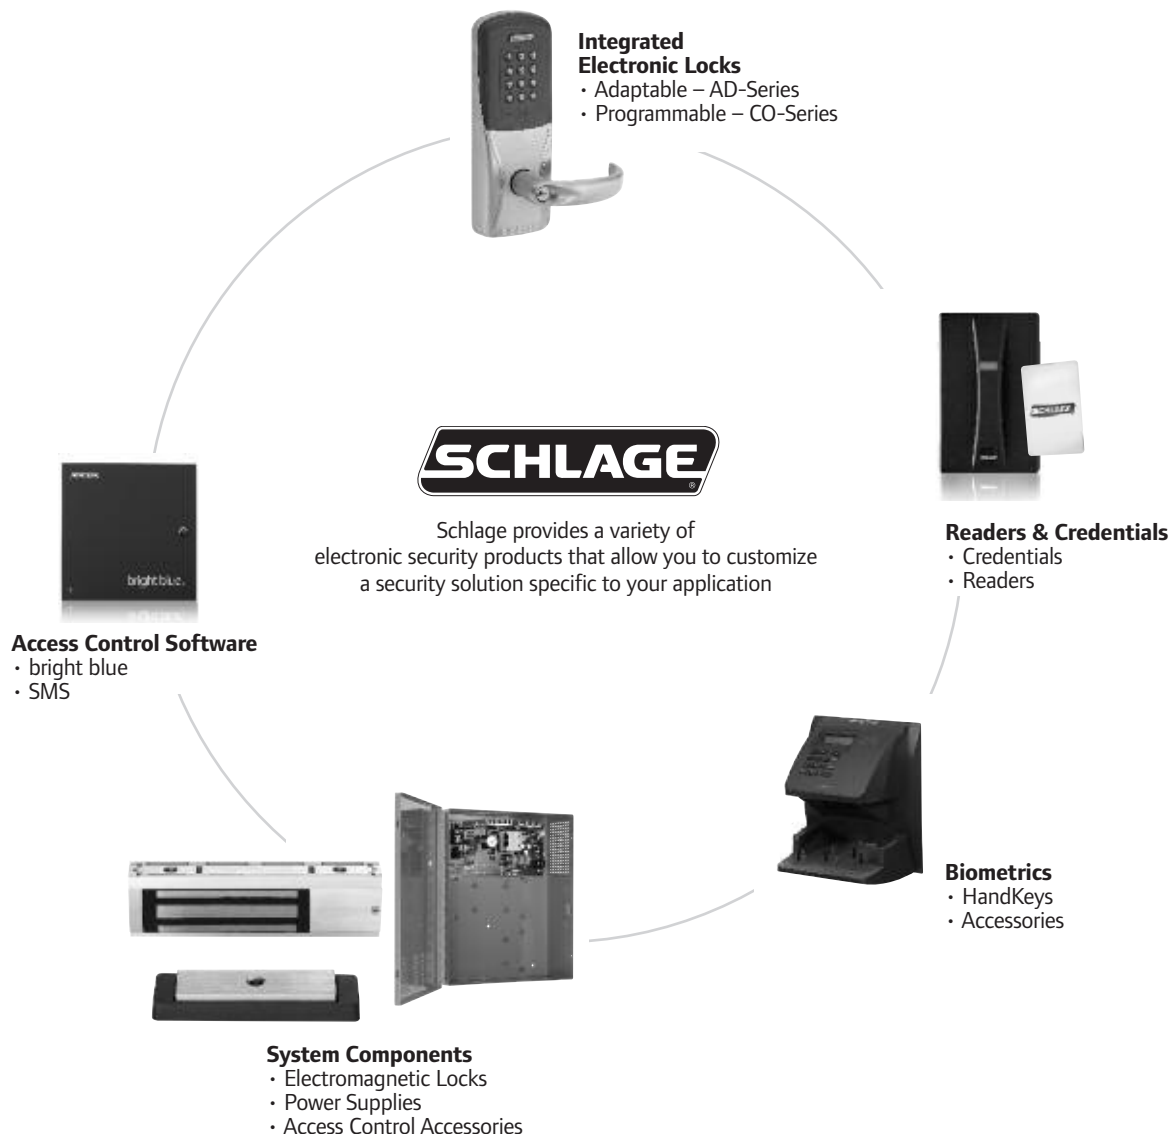 Integrated
Electronic Locks
• Adaptable – AD-Series
• Programmable – CO-Series
SCHLAGE
SCHLAGE
®
Schlage provides a variety of
electronic security products that allow you to customize
a security solution specific to your application
Readers & Credentials
• Credentials
• Readers
bright blue.
Access Control Software
• bright blue
• SMS
Biometrics
• HandKeys
• Accessories
System Components
• Electromagnetic Locks
• Power Supplies
• Access Control Accessories